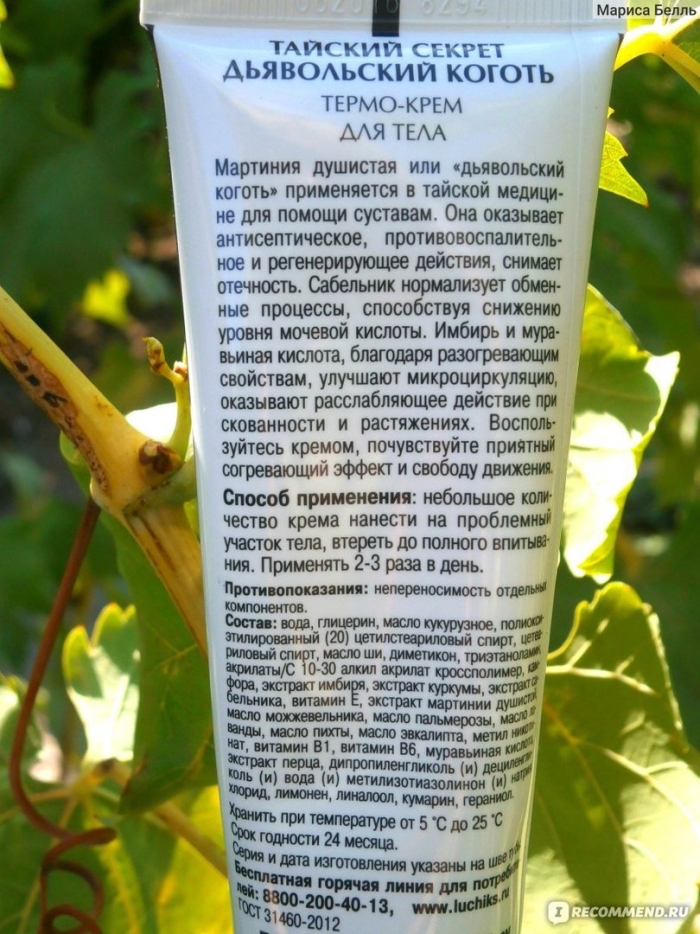 Мариса Белль
ТАЙСКИЙ СЕКРЕТ
ДЬЯВОЛЬСКИЙ КОГОТЬ
ТЕРМО-КРЕМ
ДЛЯ ТЕЛА
Мартиния душистая или «дьявольский
коготь» применяется в тайской медици-
не для помощи суставам. Она оказывает
антисептическое, противовоспалитель-
ное и регенерирующее действия, снимает
отечность. Сабельник нормализует обмен-
ные процессы, способствуя снижению
уровня мочевой кислоты. Имбирь и мура-
вьиная кислота, благодаря разогревающим
свойствам, улучшают микроциркуляцию,
оказывают расслабляющее действие при
скованности и растяжениях. Восполь-
зуйтесь кремом, почувствуйте приятный
согревающий эффект и свободу движения.
Способ применения: небольшое коли-
чество крема нанести на проблемный
участок тела, втереть до полного впитыва-
ния. Применять 2-3 раза в день.
Противопоказания: непереносимость отдельных
компонентов.
Состав: вода, глицерин, масло кукурузное, полиокси-
этилированный (20) цетилстеариловый спирт, цете-
риловый спирт, масло ши, диметикон, триэтаноламин,
акрилаты/С 10-30 алкил акрилат кроссполимер, кам-
фора, экстракт имбиря, экстракт куркумы, экстракт са-
бельника, витамин Е, экстракт мартинии душистой,
масло можжевельника, масло пальмерозы, масло
ванды, масло пихты, масло эвкалипта, метил никоти-
нат, витамин В1, витамин В6, муравьиная кислота,
экстракт перца, дипропиленгликоль (и)
коль (и) вода (и) метилизотиазолинон (и) натрия
хлорид, лимонен, линалоол, кумарин, гераниол.
Хранить при температуре от 5 °С до 25 °С
Срок годности 24 месяца.
Серия и дата изготовления указаны на шве
Бесплатная горячая линия для потреби-
лей: 8800-200-40-13, www.luchiks.ru
ГОСТ 31460-2012
IRECOMMEND.RU